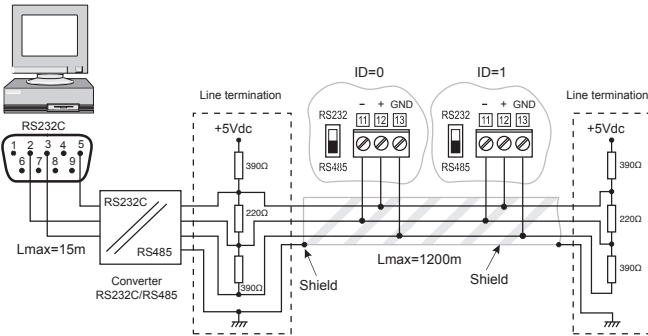 ID=0
ID=1
Line termination
RS232
− + GND
11 12 13
RS485
RS232
− + GND
11 12 13
RS485
Line termination
RS232C
1 2 3 4 5
6 7 8 9
+5Vdc
390Ω
220Ω
390Ω
+5Vdc
390Ω
220Ω
390Ω
RS232C
RS485
Lmax=15m
Converter
RS232C/RS485
Lmax=1200m
Shield
Shield